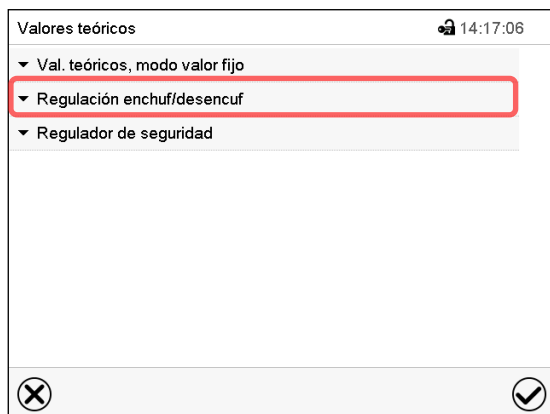 Valores teóricos 14:17:06
Val. teóricos, modo valor fijo
Regulación enchuf/desencuf
Regulador de seguridad